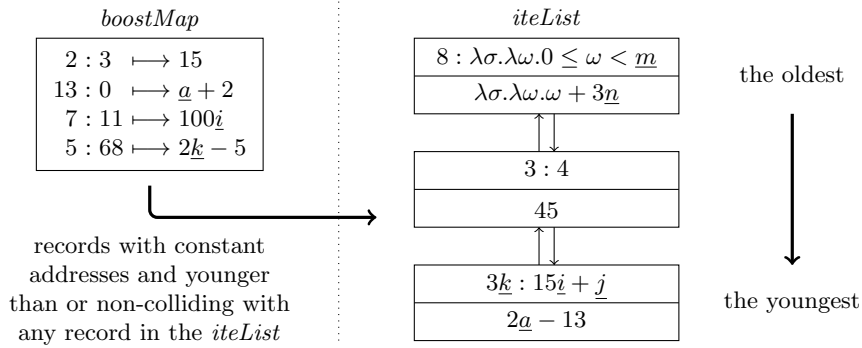 boostMap
2 : 3 ⟼ 15
13 : 0 ⟼ a + 2
7 : 11 ⟼ 100i
5 : 68 ⟼ 2k − 5
records with constant
addresses and younger
than or non-colliding with
any record in the iteList
iteList
8 : λσ.λω.0 ≤ ω < m
λσ.λω.ω + 3n
3 : 4
45
3k : 15i + j
2a − 13
the oldest
the youngest